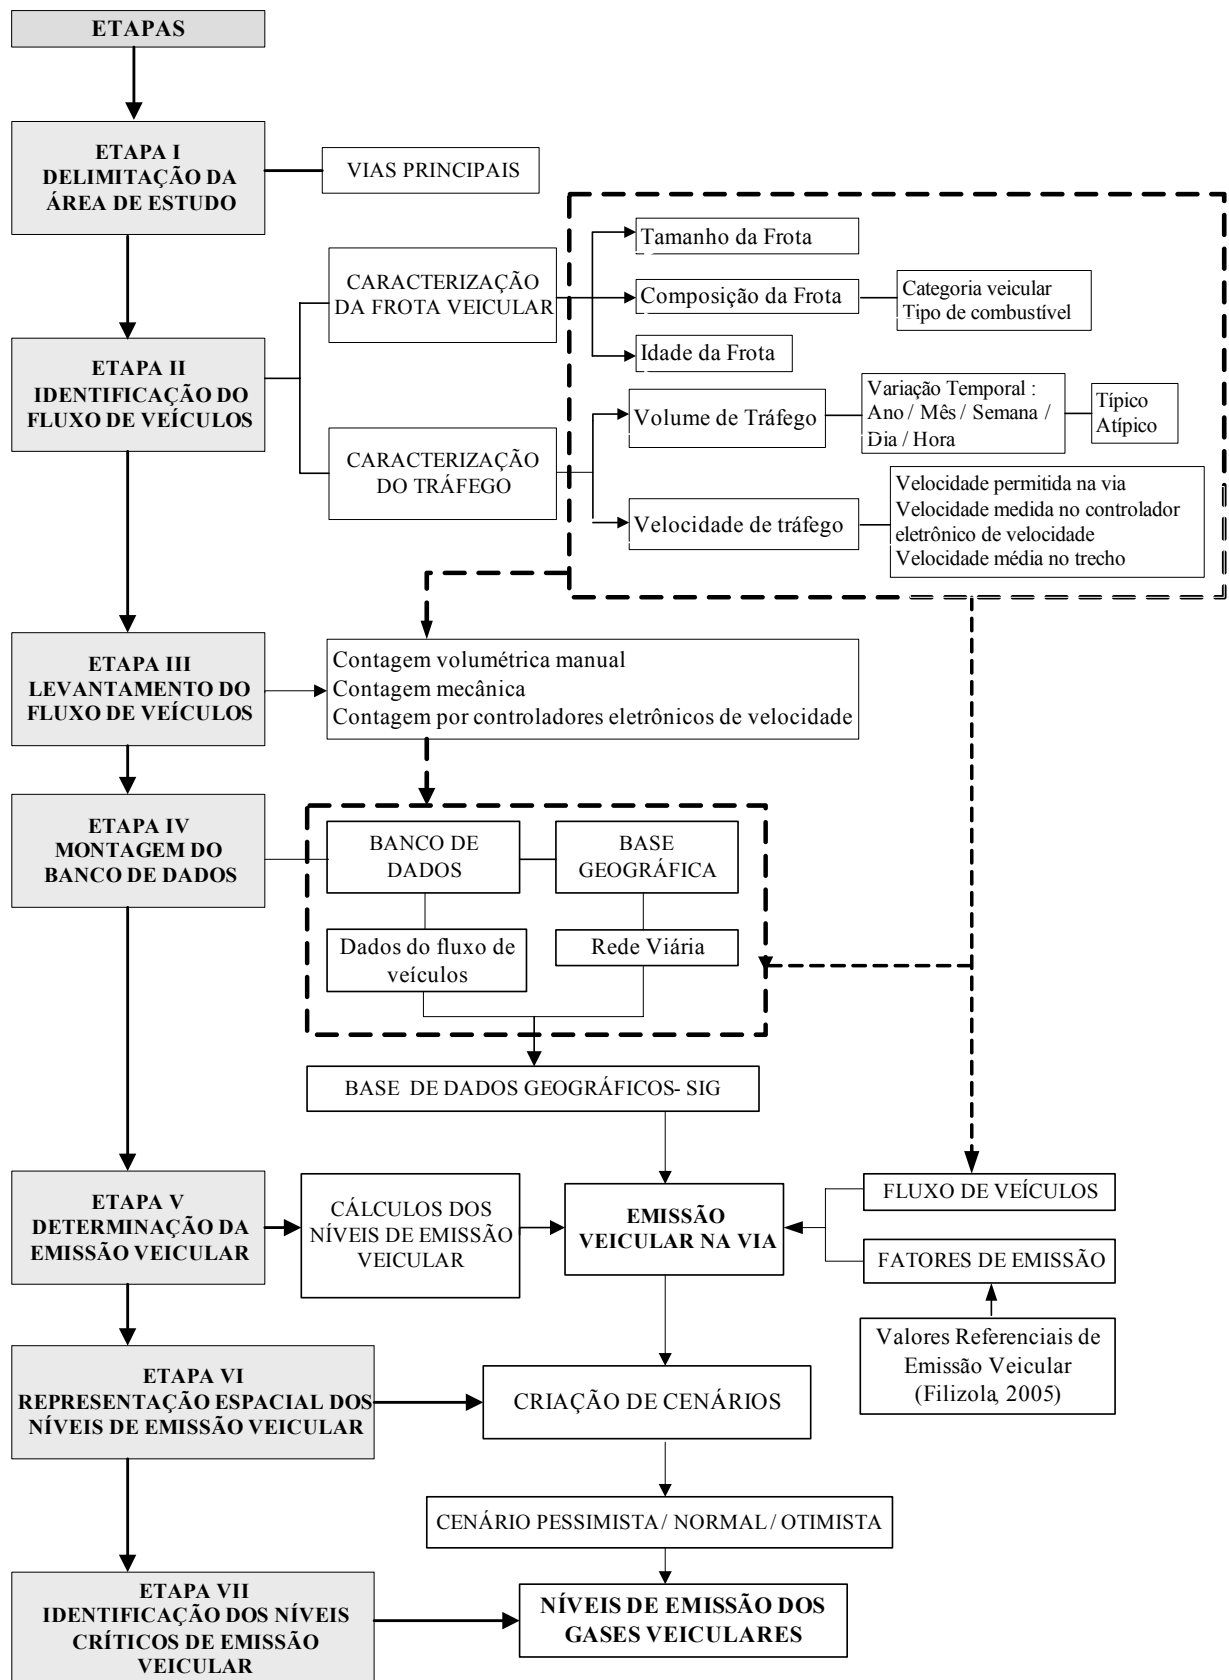 ETAPAS
ETAPA I
DELIMITAÇÃO DA
ÁREA DE ESTUDO
VIAS PRINCIPAIS
CARACTERIZAÇÃO
DA FROTA VEICULAR
Tamanho da Frota
Composição da Frota
Categoria veicular
Tipo de combustível
Idade da Frota
ETAPA II
IDENTIFICAÇÃO DO
FLUXO DE VEÍCULOS
CARACTERIZAÇÃO
DO TRÁFEGO
Volume de Tráfego
Variação Temporal :
Ano / Mês / Semana /
Dia / Hora
Típico
Atípico
Velocidade de tráfego
Velocidade permitida na via
Velocidade medida no controlador
eletrônico de velocidade
Velocidade média no trecho
ETAPA III
LEVANTAMENTO DO
FLUXO DE VEÍCULOS
Contagem volumétrica manual
Contagem mecânica
Contagem por controladores eletrônicos de velocidade
ETAPA IV
MONTAGEM DO
BANCO DE DADOS
BANCO DE
DADOS
BASE
GEOGRÁFICA
Dados do fluxo de
veículos
Rede Viária
BASE DE DADOS GEOGRÁFICOS- SIG
ETAPA V
DETERMINAÇÃO DA
EMISSÃO VEICULAR
CÁLCULOS DOS
NÍVEIS DE EMISSÃO
VEICULAR
EMISSÃO
VEICULAR NA VIA
FLUXO DE VEÍCULOS
FATORES DE EMISSÃO
Valores Referenciais de
Emissão Veicular
(Filizola, 2005)
ETAPA VI
REPRESENTAÇÃO ESPACIAL DOS
NÍVEIS DE EMISSÃO VEICULAR
CRIAÇÃO DE CENÁRIOS
CENÁRIO PESSIMISTA / NORMAL / OTIMISTA
ETAPA VII
IDENTIFICAÇÃO DOS NÍVEIS
CRÍTICOS DE EMISSÃO
VEICULAR
NÍVEIS DE EMISSÃO DOS
GASES VEICULARES